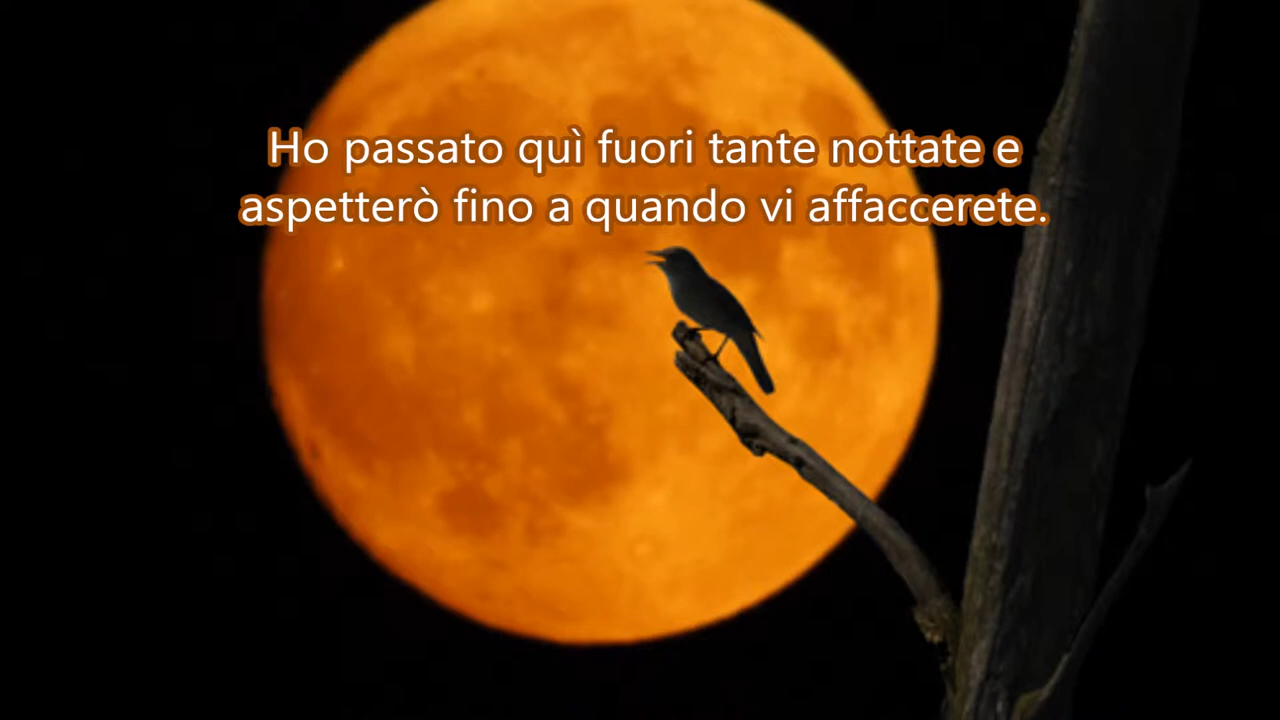 Ho passato quì fuori tante nottate e
aspetterò fino a quando vi affaccerete.